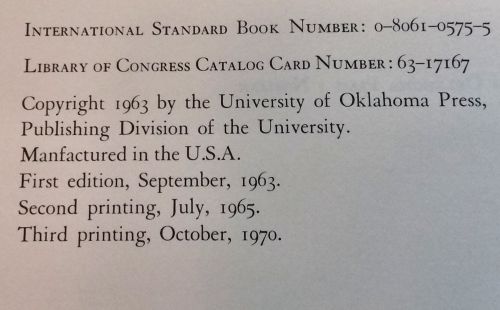 International Standard Book Number: 0-8061-0575-5
Library of Congress Catalog Card Number: 63-17167
Copyright 1963 by the University of Oklahoma Press,
Publishing Division of the University.
Manfactured in the U.S.A.
First edition, September, 1963.
Second printing, July, 1965.
Third printing, October, 1970.